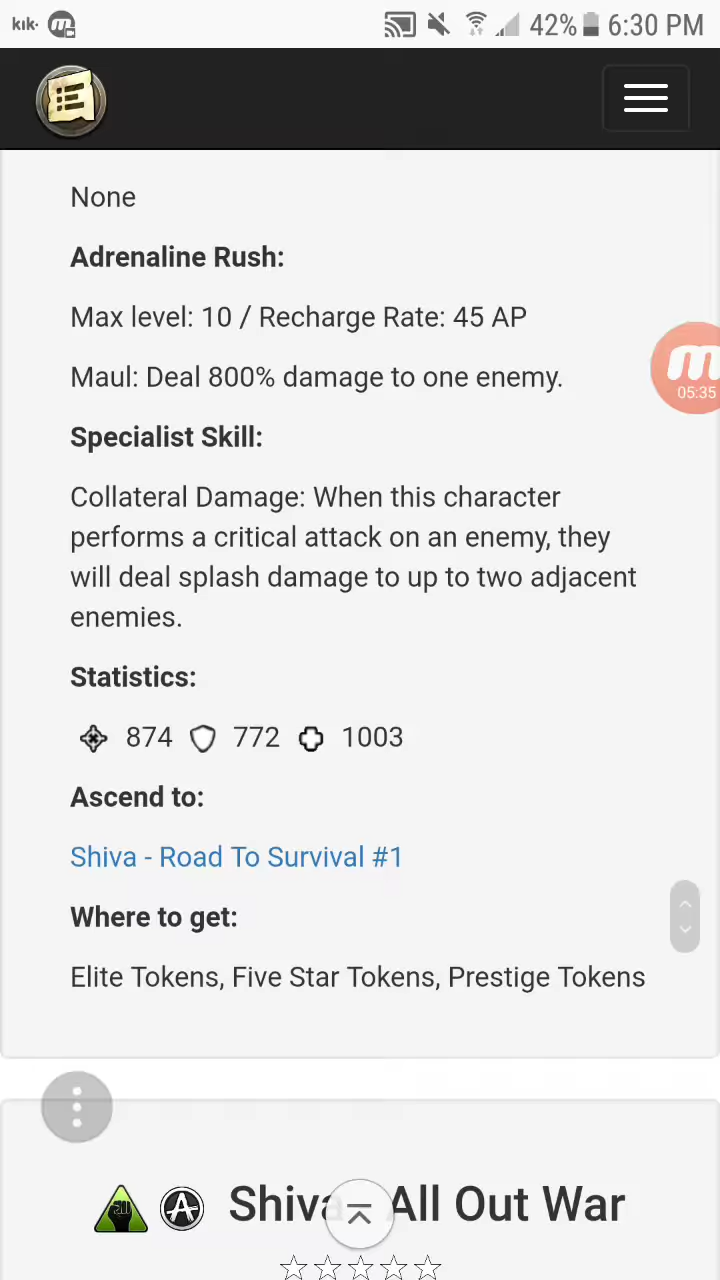 kik· 42% 6:30 PM
None
Adrenaline Rush:
Max level: 10 / Recharge Rate: 45 AP
05:35
Maul: Deal 800% damage to one enemy.
Specialist Skill:
Collateral Damage: When this character
performs a critical attack on an enemy, they
will deal splash damage to up to two adjacent
enemies.
Statistics:
874 772 1003
Ascend to:
Shiva - Road To Survival #1
Where to get:
Elite Tokens, Five Star Tokens, Prestige Tokens
Shiva All Out War